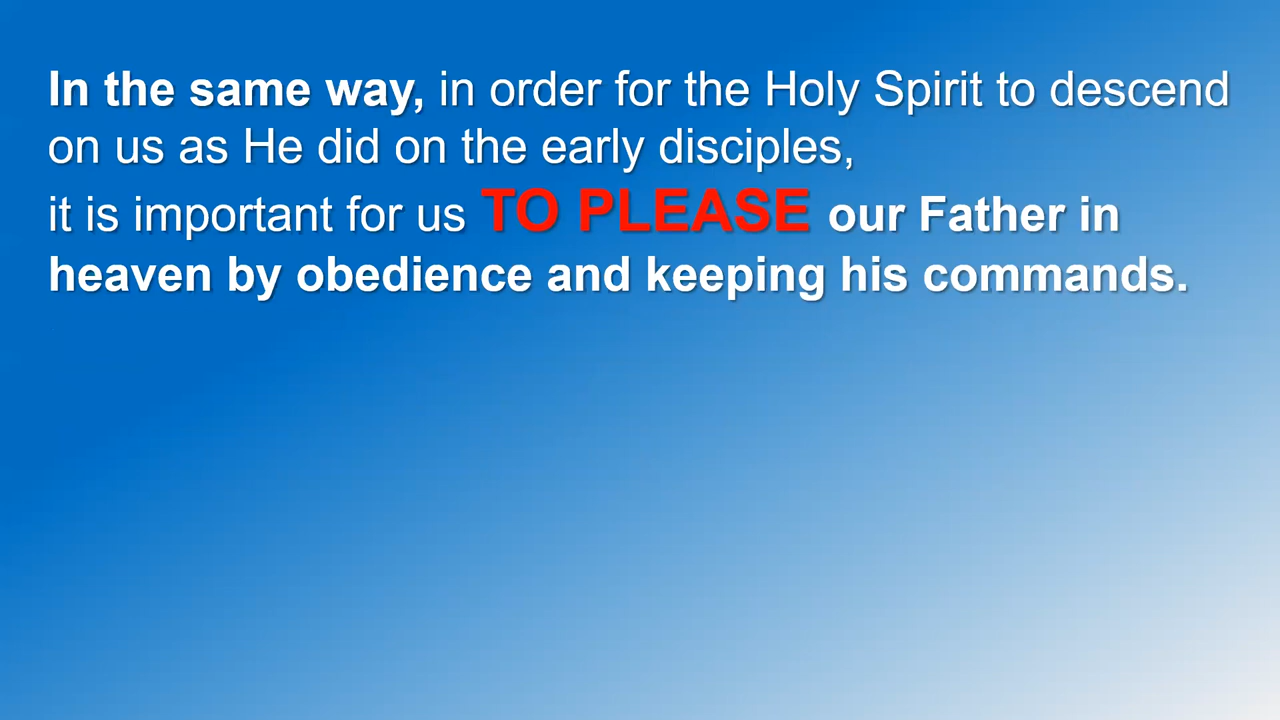 In the same way, in order for the Holy Spirit to descend
on us as He did on the early disciples,
it is important for us TO PLEASE our Father in
heaven by obedience and keeping his commands.